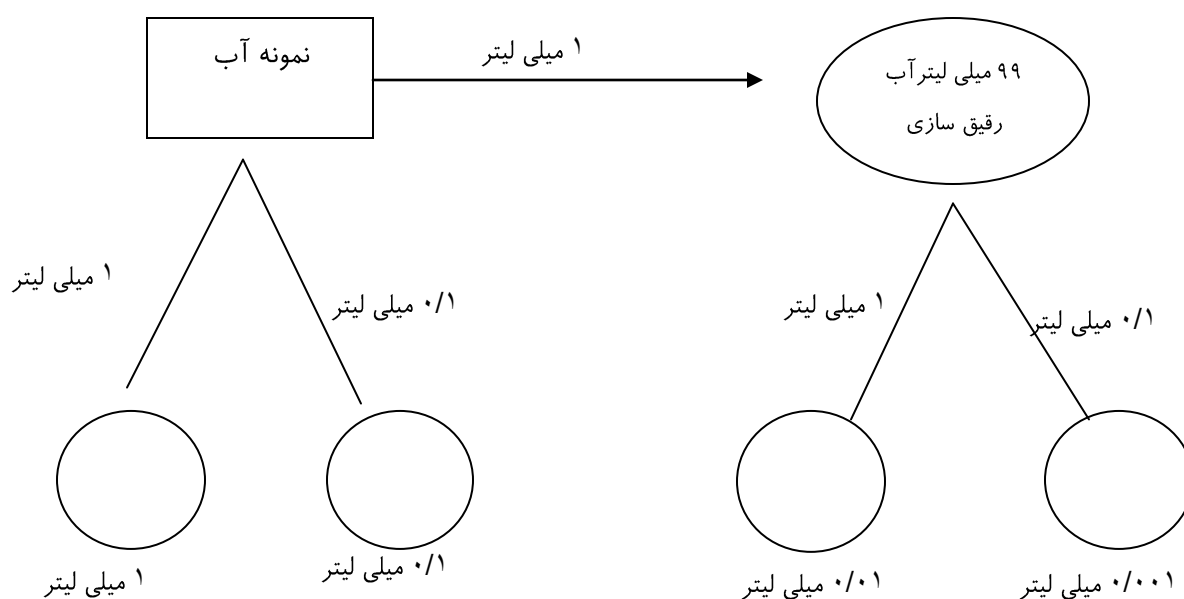 نمونه آب
۱ میلی لیتر
۹۹ میلی لیتر آب
رقیق سازی
۱ میلی لیتر
۰/۱ میلی لیتر
۱ میلی لیتر
۰/۱ میلی لیتر
۱ میلی لیتر
۰/۱ میلی لیتر
۰/۰۱ میلی لیتر
۰/۰۰۱ میلی لیتر